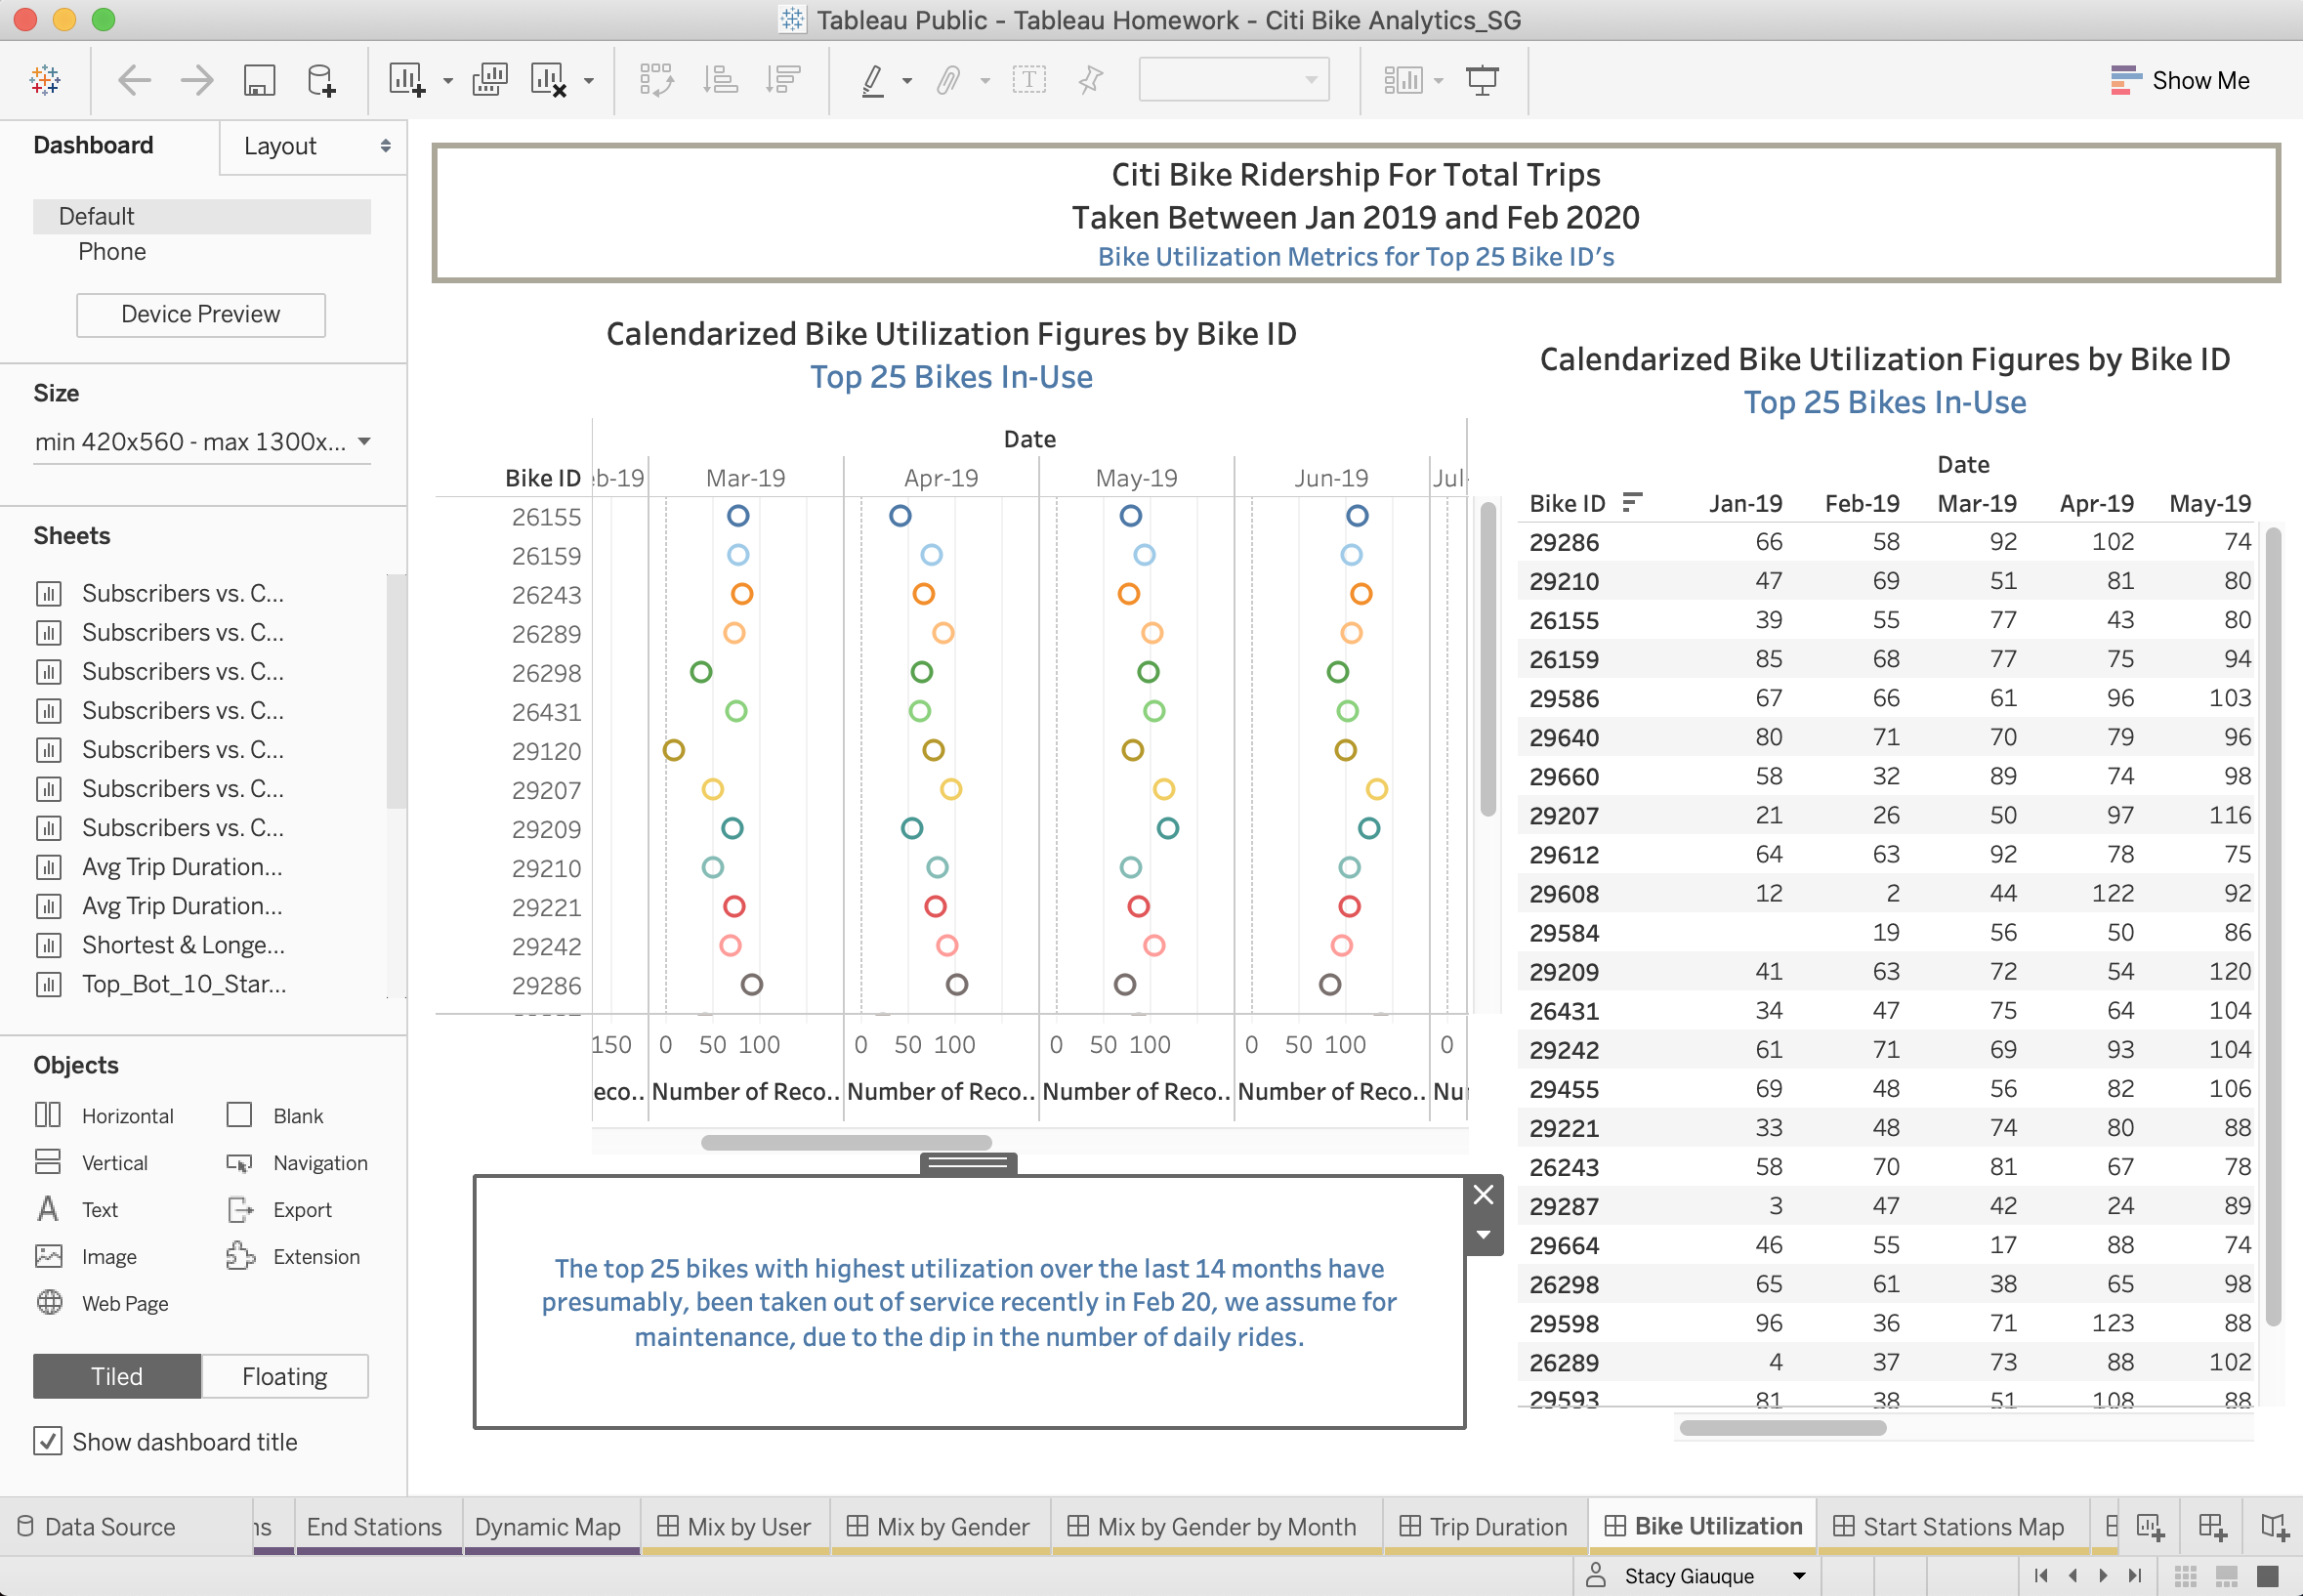 Tableau Public - Tableau Homework - Citi Bike Analytics_SG
Show Me
Dashboard
Layout
Default
Phone
Device Preview
Size
min 420x560 - max 1300x...
Sheets
Subscribers vs. C...
Subscribers vs. C...
Subscribers vs. C...
Subscribers vs. C...
Subscribers vs. C...
Subscribers vs. C...
Subscribers vs. C...
Avg Trip Duration...
Avg Trip Duration...
Shortest & Longe...
Top_Bot_10_Star...
Objects
Horizontal Blank
Vertical Navigation
Text Export
Image Extension
Web Page
Tiled Floating
Show dashboard title
Citi Bike Ridership For Total Trips
Taken Between Jan 2019 and Feb 2020
Bike Utilization Metrics for Top 25 Bike ID's
Calendarized Bike Utilization Figures by Bike ID
Top 25 Bikes In-Use
Date
Bike ID eb-19 Mar-19 Apr-19 May-19 Jun-19 Jul-
26155
26159
26243
26289
26298
26431
29120
29207
29209
29210
29221
29242
29286
150 0 50 100 0 50 100 0 50 100 0 50 100 0
eco.. Number of Reco.. Number of Reco.. Number of Reco.. Number of Reco.. Nu
The top 25 bikes with highest utilization over the last 14 months have
presumably, been taken out of service recently in Feb 20, we assume for
maintenance, due to the dip in the number of daily rides.
Calendarized Bike Utilization Figures by Bike ID
Top 25 Bikes In-Use
Date
Bike ID Jan-19 Feb-19 Mar-19 Apr-19 May-19
29286 66 58 92 102 74
29210 47 69 51 81 80
26155 39 55 77 43 80
26159 85 68 77 75 94
29586 67 66 61 96 103
29640 80 71 70 79 96
29660 58 32 89 74 98
29207 21 26 50 97 116
29612 64 63 92 78 75
29608 12 2 44 122 92
29584 19 56 50 86
29209 41 63 72 54 120
26431 34 47 75 64 104
29242 61 71 69 93 104
29455 69 48 56 82 106
29221 33 48 74 80 88
26243 58 70 81 67 78
29287 3 47 42 24 89
29664 46 55 17 88 74
26298 65 61 38 65 98
29598 96 36 71 123 88
26289 4 37 73 88 102
29593 81 38 51 108 88
Data Source ns End Stations Dynamic Map Mix by User Mix by Gender Mix by Gender by Month Trip Duration Bike Utilization Start Stations Map
Stacy Giauque